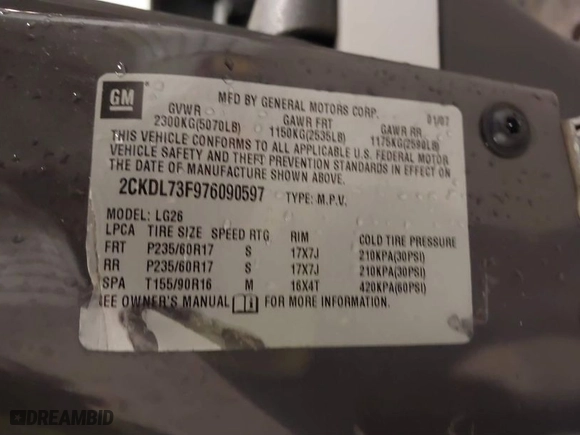 GM
MFD BY GENERAL MOTORS CORP.
01/07
GVWR GAWR FRT GAWR RR
2300KG(5070LB) 1150KG(2535LB) 1175KG(2590LB)
THIS VEHICLE CONFORMS TO ALL APPLICABLE U.S. FEDERAL MOTOR
VEHICLE SAFETY AND THEFT PREVENTION STANDARDS IN EFFECT ON
THE DATE OF MANUFACTURE SHOWN ABOVE.
2CKDL73F976090597 TYPE: M.P.V.
MODEL: LG26
LPCA TIRE SIZE SPEED RTG RIM COLD TIRE PRESSURE
FRT P235/60R17 S 17X7J 210KPA(30PSI)
RR P235/60R17 S 17X7J 210KPA(30PSI)
SPA T155/90R16 M 16X4T 420KPA(60PSI)
EE OWNER'S MANUAL FOR MORE INFORMATION.
DREAMBID